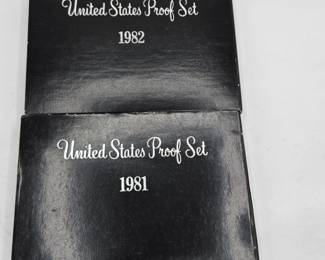 United States Proof Set
1982
United States Proof Set
1981